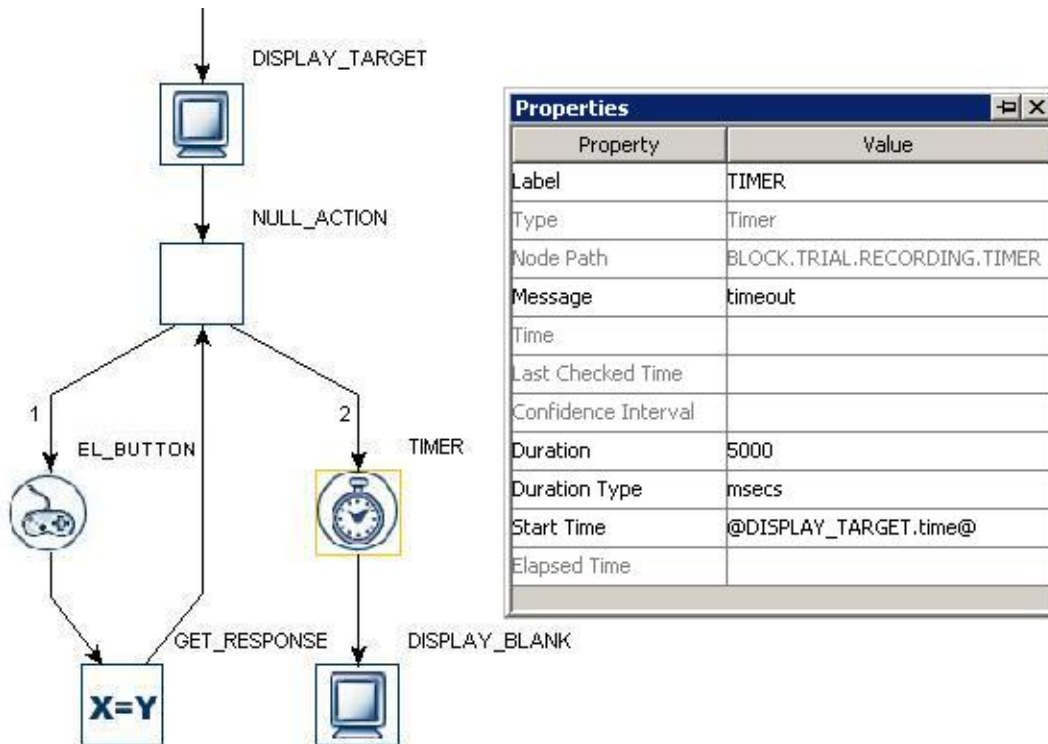 DISPLAY_TARGET
NULL_ACTION
1
2
EL_BUTTON
TIMER
GET_RESPONSE
DISPLAY_BLANK
X=Y
Properties
Property Value
Label TIMER
Type Timer
Node Path BLOCK.TRIAL.RECORDING.TIMER
Message timeout
Time
Last Checked Time
Confidence Interval
Duration 5000
Duration Type msecs
Start Time @DISPLAY_TARGET.time@
Elapsed Time